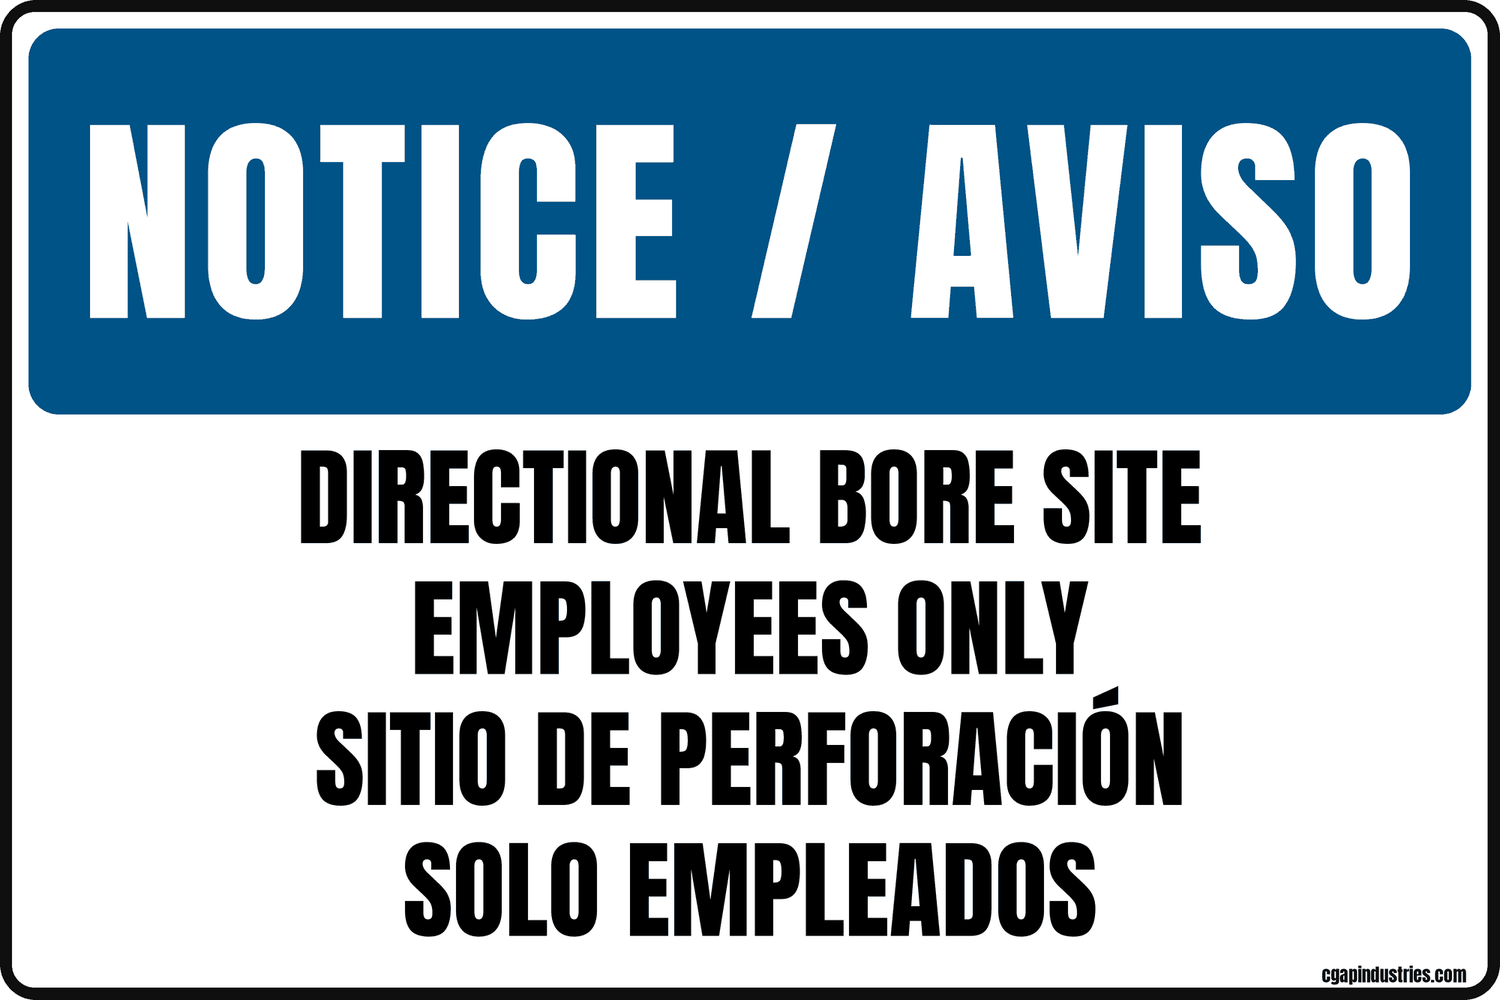 NOTICE / AVISO
DIRECTIONAL BORE SITE
EMPLOYEES ONLY
SITIO DE PERFORACIÓN
SOLO EMPLEADOS
cgapindustries.com